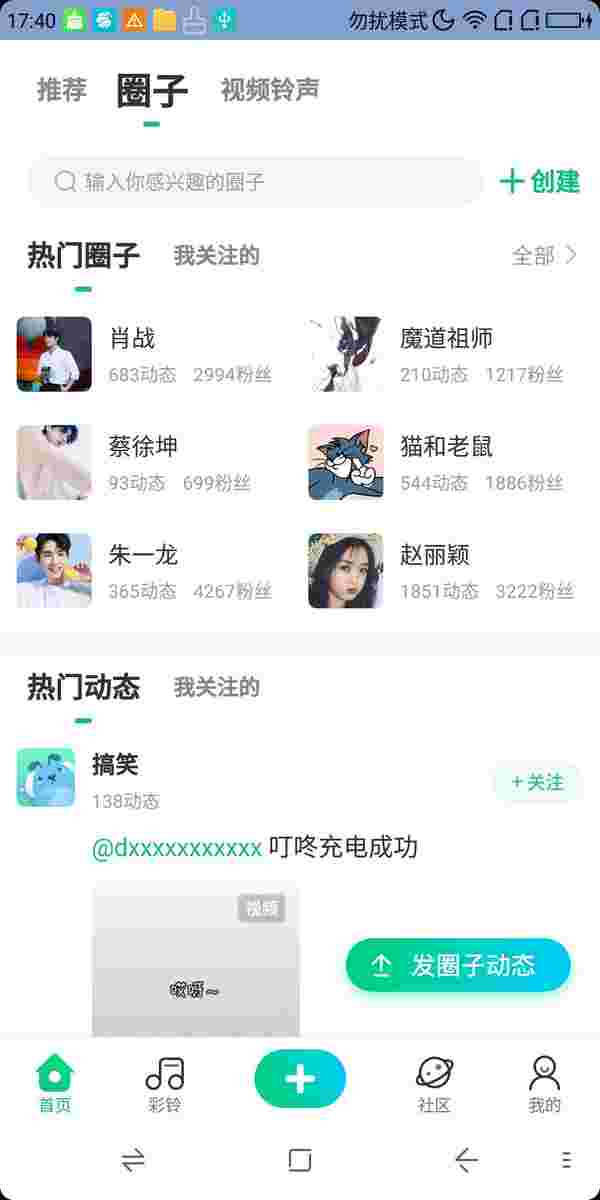 17:40 勿扰模式
推荐 圈子 视频铃声
输入你感兴趣的圈子 创建
热门圈子 我关注的 全部
肖战 魔道祖师
683动态 2994粉丝 210动态 1217粉丝
蔡徐坤 猫和老鼠
93动态 699粉丝 544动态 1886粉丝
朱一龙 赵丽颖
365动态 4267粉丝 1851动态 3222粉丝
热门动态 我关注的
搞笑
+关注
138动态
@dxxxxxxxxxxx 叮咚充电成功
视频
发圈子动态
哎呀~
首页 彩铃 社区 我的